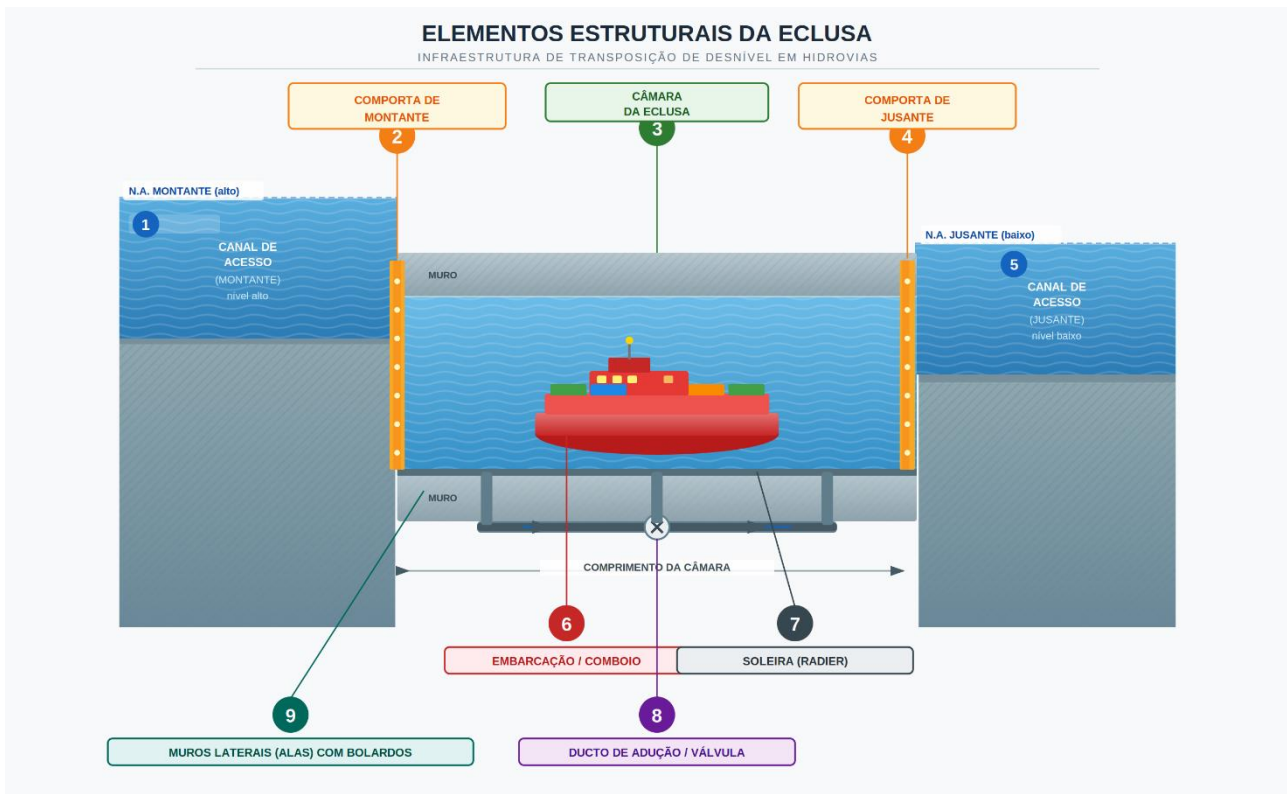 ELEMENTOS ESTRUTURAIS DA ECLUSA
INFRAESTRUTURA DE TRANSPOSIÇÃO DE DESNÍVEL EM HIDROVIAS
COMPORTA DE
MONTANTE
2
CÂMARA
DA ECLUSA
3
COMPORTA DE
JUSANTE
4
N.A. MONTANTE (alto)
1
CANAL DE
ACESSO
(MONTANTE)
nível alto
N.A. JUSANTE (baixo)
5
CANAL DE
ACESSO
(JUSANTE)
nível baixo
MURO
MURO
COMPRIMENTO DA CÂMARA
6
EMBARCAÇÃO / COMBOIO
7
SOLEIRA (RADIER)
9
MUROS LATERAIS (ALAS) COM BOLARDOS
8
DUCTO DE ADUÇÃO / VÁLVULA